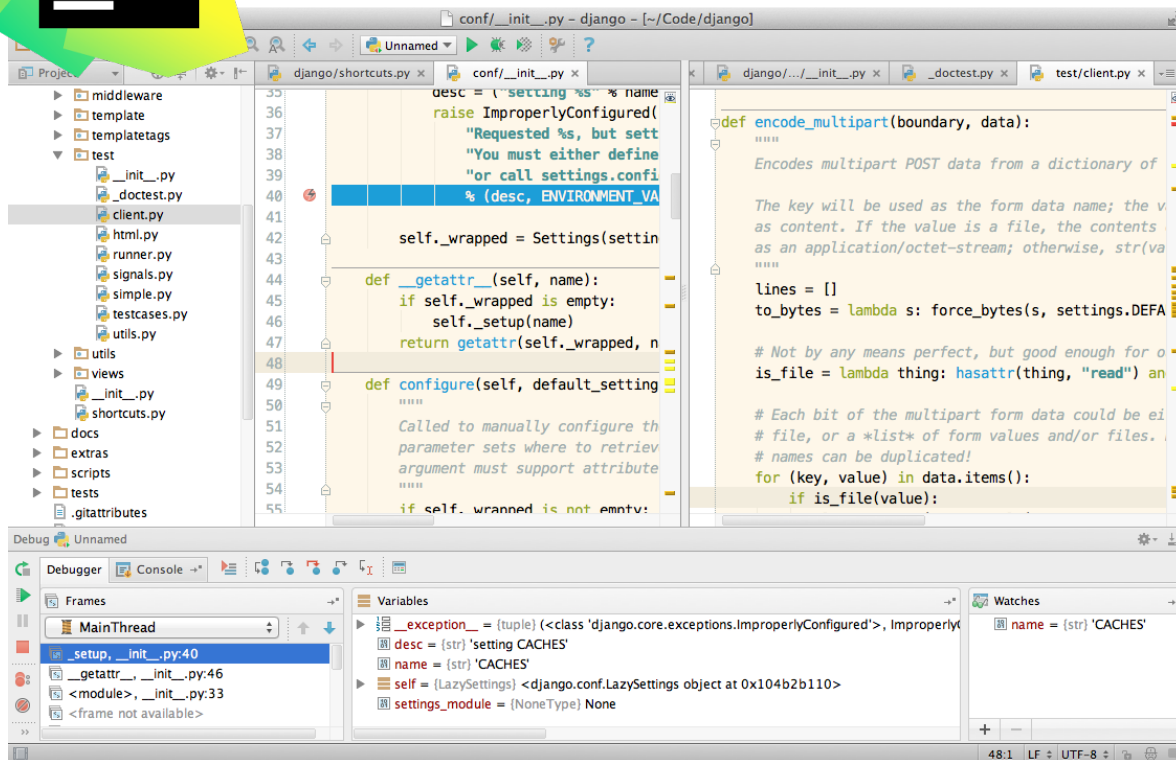 conf/__init__.py – django – [~/Code/django]
Unnamed
Project
django/shortcuts.py
conf/__init__.py
django/.../__init__.py
_doctest.py
test/client.py
middleware
template
templatetags
test
__init__.py
_doctest.py
client.py
html.py
runner.py
signals.py
simple.py
testcases.py
utils.py
utils
views
__init__.py
shortcuts.py
docs
extras
scripts
tests
.gitattributes
35 desc = ("setting %s" % name
36 raise ImproperlyConfigured(
37 "Requested %s, but sett
38 "You must either define
39 "or call settings.confi
40 % (desc, ENVIRONMENT_VA
41
42 self._wrapped = Settings(settin
43
44 def __getattr__(self, name):
45 if self._wrapped is empty:
46 self._setup(name)
47 return getattr(self._wrapped, n
48
49 def configure(self, default_setting
50 """
51 Called to manually configure th
52 parameter sets where to retriev
53 argument must support attribute
54 """
55 if self._wrapped is not empty:
def encode_multipart(boundary, data):
"""
Encodes multipart POST data from a dictionary of
The key will be used as the form data name; the v
as content. If the value is a file, the contents
as an application/octet-stream; otherwise, str(va
"""
lines = []
to_bytes = lambda s: force_bytes(s, settings.DEFA
# Not by any means perfect, but good enough for o
is_file = lambda thing: hasattr(thing, "read") an
# Each bit of the multipart form data could be ei
# file, or a *list* of form values and/or files.
# names can be duplicated!
for (key, value) in data.items():
if is_file(value):
Debug Unnamed
Debugger
Console
Frames
MainThread
_setup, __init__.py:40
__getattr__, __init__.py:46
<module>, __init__.py:33
<frame not available>
Variables
__exception__ = {tuple} (<class 'django.core.exceptions.ImproperlyConfigured'>, Improperly
desc = {str} 'setting CACHES'
name = {str} 'CACHES'
self = {LazySettings} <django.conf.LazySettings object at 0x104b2b110>
settings_module = {NoneType} None
Watches
name = {str} 'CACHES'
48:1 LF UTF-8